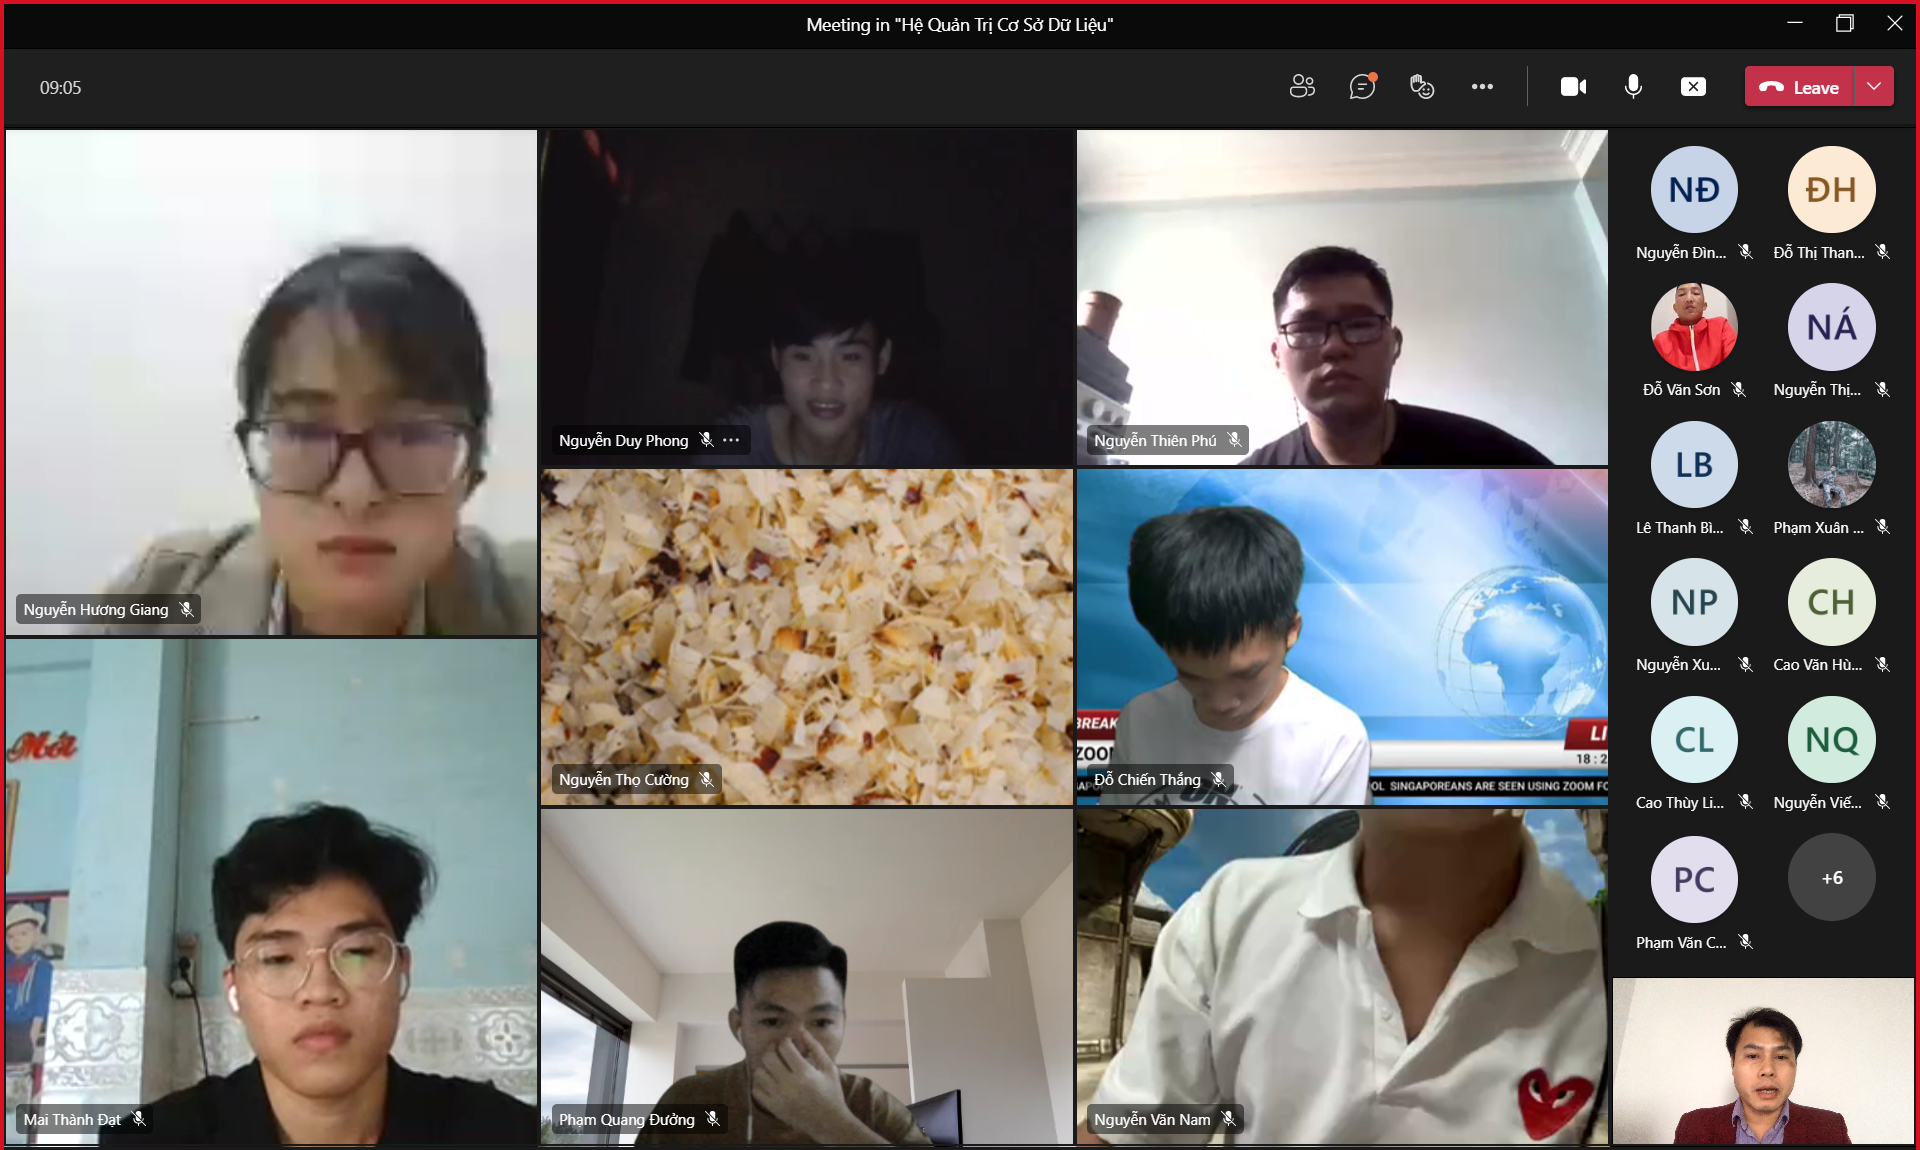 Meeting in "Hệ Quản Trị Cơ Sở Dữ Liệu"
09:05
Leave
Nguyễn Hương Giang
Nguyễn Duy Phong
Nguyễn Thiên Phú
Mới
Mai Thành Đạt
Nguyễn Thọ Cường
BREAK
ZOOM
LI
18:2
OL SINGAPOREANS ARE SEEN USING ZOOM FO
Đỗ Chiến Thắng
Phạm Quang Đưởng
Nguyễn Văn Nam
NĐ
ĐH
Nguyễn Đìn...
Đỗ Thị Than...
NÁ
Đỗ Văn Sơn
Nguyễn Thị...
LB
Lê Thanh Bì...
Phạm Xuân ...
NP
CH
Nguyễn Xu...
Cao Văn Hù...
CL
NQ
Cao Thùy Li...
Nguyễn Viế...
PC
+6
Phạm Văn C...